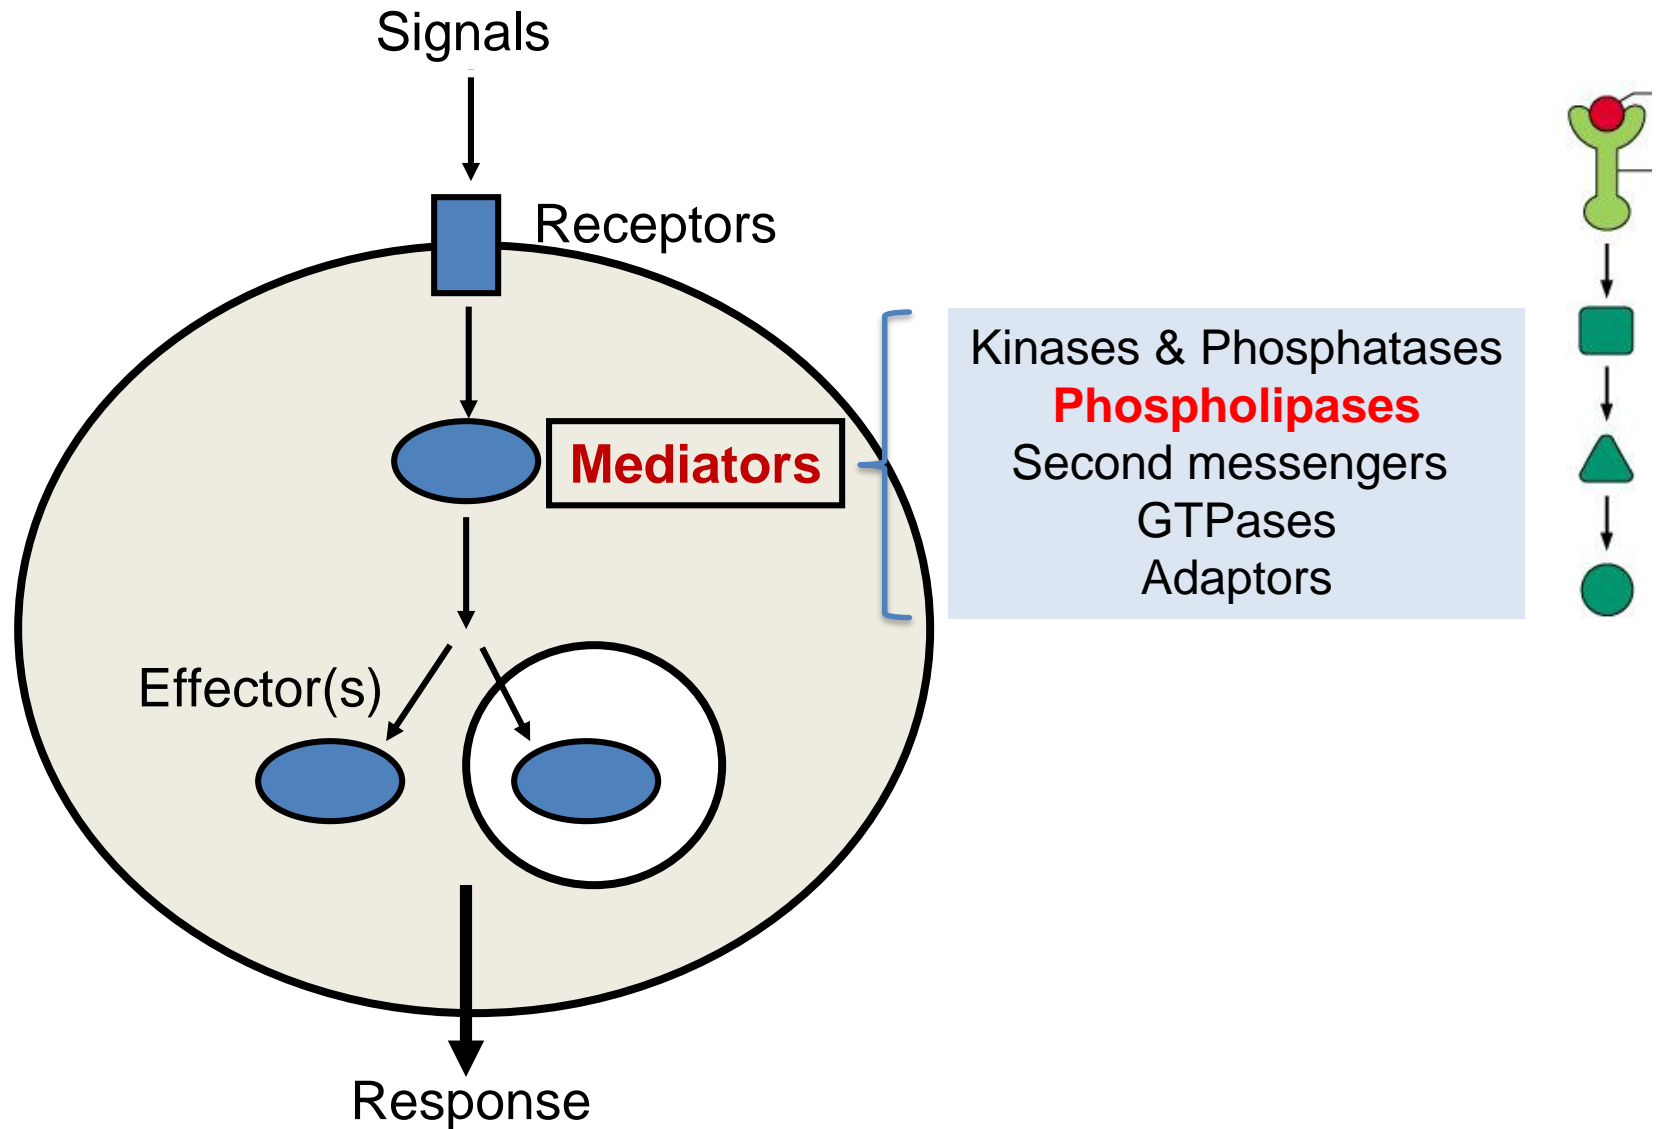 Signals
Receptors
Mediators
Kinases & Phosphatases
Phospholipases
Second messengers
GTPases
Adaptors
Effector(s)
Response